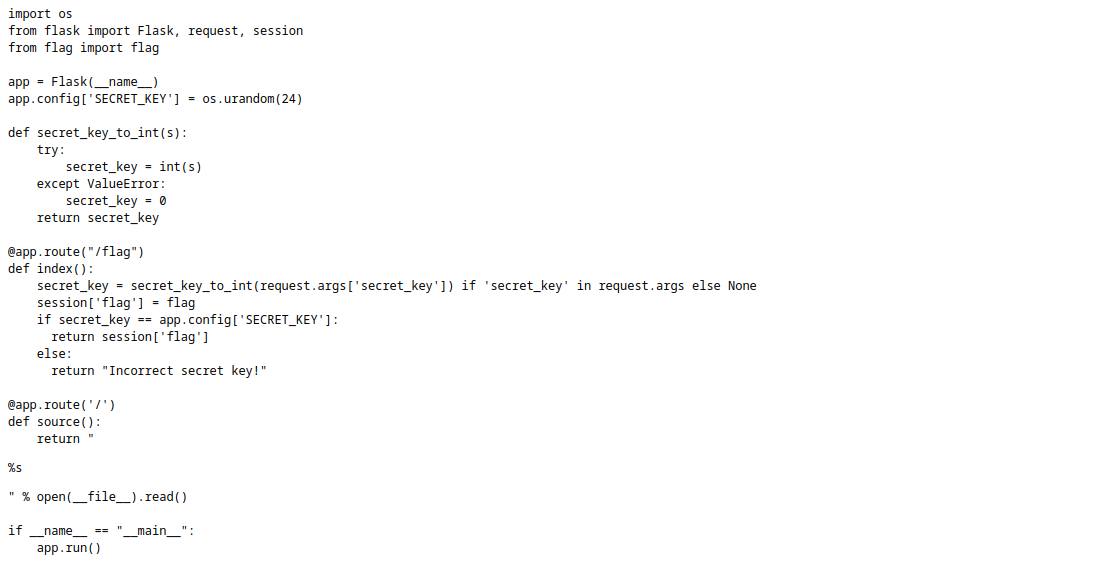 import os
from flask import Flask, request, session
from flag import flag

app = Flask(__name__)
app.config['SECRET_KEY'] = os.urandom(24)

def secret_key_to_int(s):
    try:
        secret_key = int(s)
    except ValueError:
        secret_key = 0
    return secret_key

@app.route("/flag")
def index():
    secret_key = secret_key_to_int(request.args['secret_key']) if 'secret_key' in request.args else None
    session['flag'] = flag
    if secret_key == app.config['SECRET_KEY']:
      return session['flag']
    else:
      return "Incorrect secret key!"

@app.route('/')
def source():
    return "

%s

" % open(__file__).read()

if __name__ == "__main__":
    app.run()